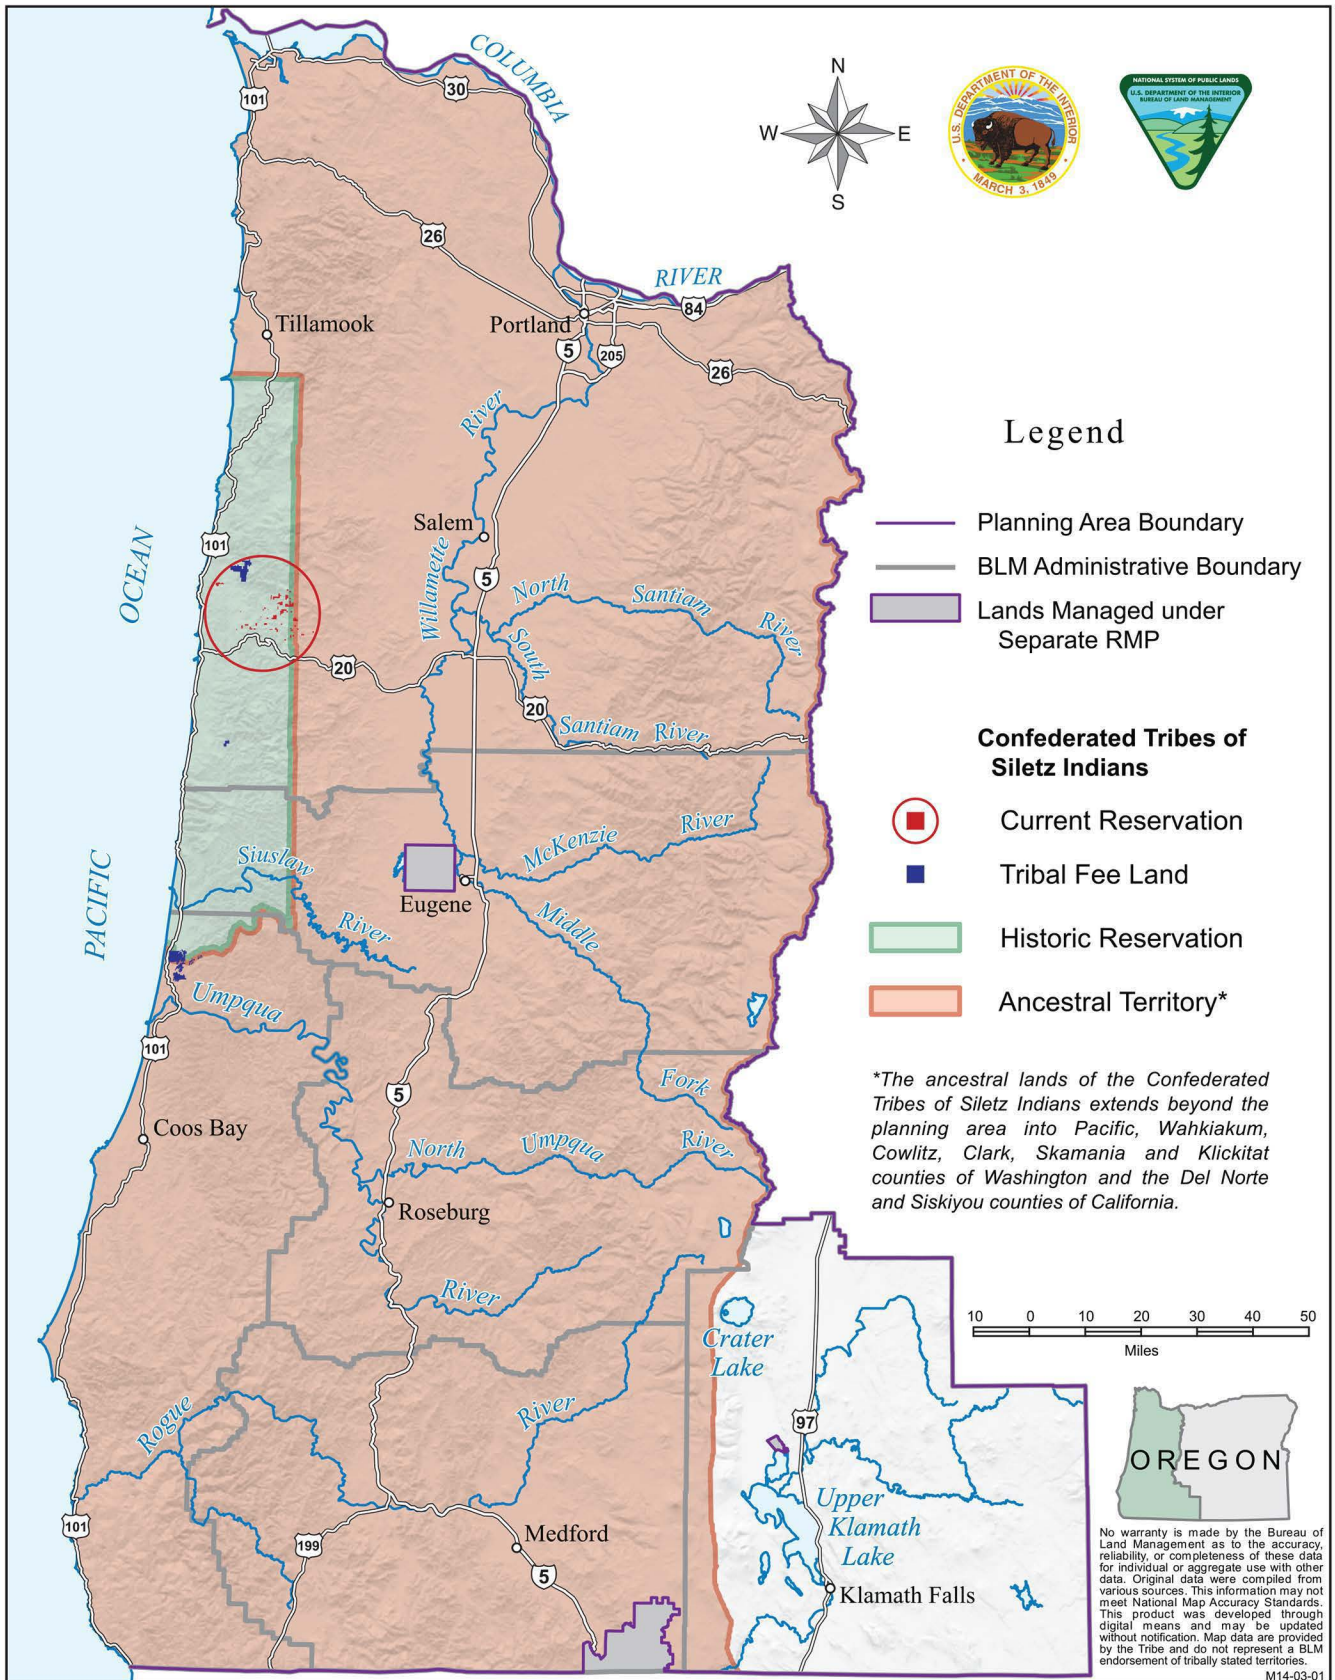 COLUMBIA
RIVER
N
W E
S
U.S. DEPARTMENT OF THE INTERIOR
MARCH 3, 1849
NATIONAL SYSTEM OF PUBLIC LANDS
U.S. DEPARTMENT OF THE INTERIOR
BUREAU OF LAND MANAGEMENT
101
30
26
84
Tillamook
Portland
5
205
26
River
OCEAN
101
Salem
5
Willamette
North
Santiam
River
South
20
20
Santiam River
McKenzie
River
Siuslaw
River
Eugene
Middle
PACIFIC
Umpqua
101
5
Fork
Coos Bay
North
Umpqua
River
Roseburg
River
Crater
Lake
Rogue
River
97
Upper
Klamath
Lake
101
199
Medford
5
Klamath Falls
Legend
Planning Area Boundary
BLM Administrative Boundary
Lands Managed under
Separate RMP
Confederated Tribes of
Siletz Indians
Current Reservation
Tribal Fee Land
Historic Reservation
Ancestral Territory*
*The ancestral lands of the Confederated
Tribes of Siletz Indians extends beyond the
planning area into Pacific, Wahkiakum,
Cowlitz, Clark, Skamania and Klickitat
counties of Washington and the Del Norte
and Siskiyou counties of California.
10 0 10 20 30 40 50
Miles
OREGON
No warranty is made by the Bureau of
Land Management as to the accuracy,
reliability, or completeness of these data
for individual or aggregate use with other
data. Original data were compiled from
various sources. This information may not
meet National Map Accuracy Standards.
This product was developed through
digital means and may be updated
without notification. Map data are provided
by the Tribe and do not represent a BLM
endorsement of tribally stated territories.
M14-03-01